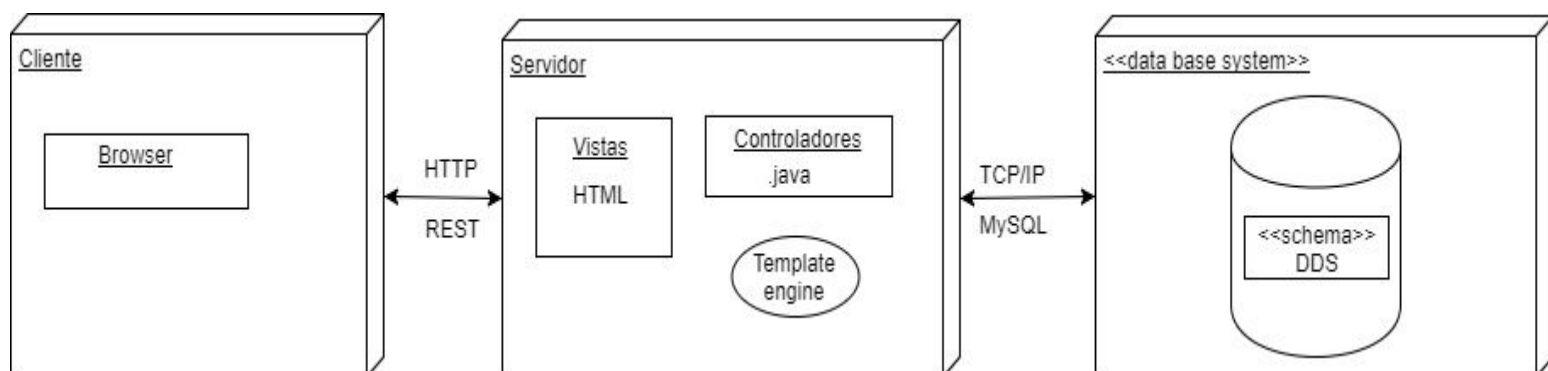 Cliente
Browser
HTTP
REST
Servidor
Vistas
HTML
Controladores
.java
Template
engine
TCP/IP
MySQL
<<data base system>>
<<schema>>
DDS